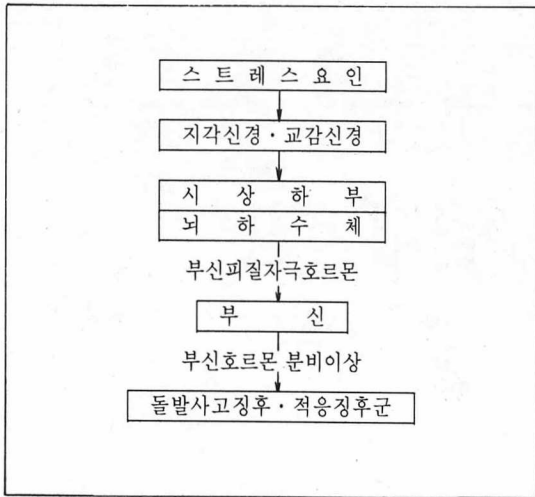 스 트 레 스 요 인
지각신경·교감신경
시 상 하 부
뇌 하 수 체
부신피질자극호르몬
부 신
부신호르몬 분비이상
돌발사고징후·적응징후군